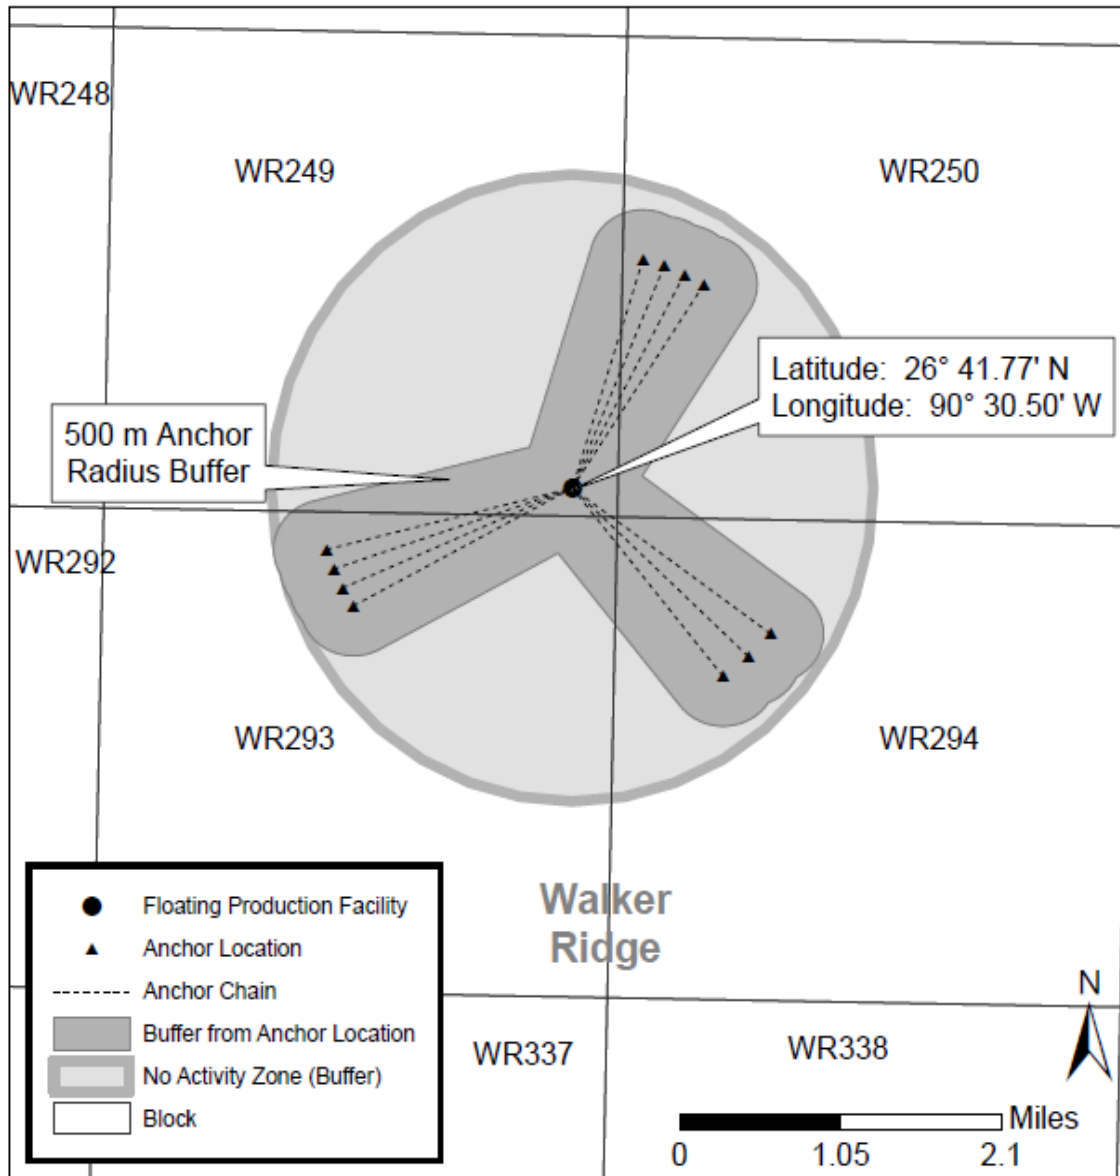 WR248
WR249
WR250
Latitude:  26° 41.77' N
Longitude:  90° 30.50' W
500 m Anchor
Radius Buffer
WR292
WR293
WR294
Walker
Ridge
Floating Production Facility
Anchor Location
Anchor Chain
Buffer from Anchor Location
No Activity Zone (Buffer)
Block
WR337
WR338
N
Miles
0
1.05
2.1